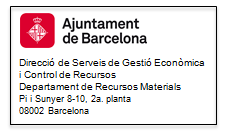 Ajuntament
de Barcelona
Direcció de Serveis de Gestió Econòmica
i Control de Recursos
Departament de Recursos Materials
Pi i Sunyer 8-10, 2a. planta
08002 Barcelona